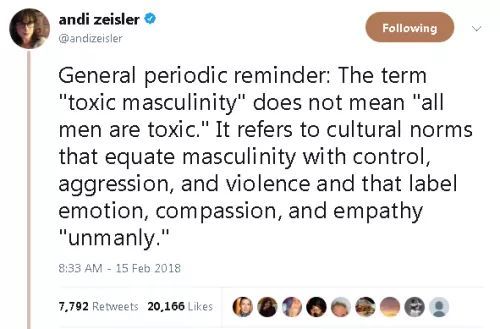 andi zeisler
@andizeisler
Following
General periodic reminder: The term
"toxic masculinity" does not mean "all
men are toxic." It refers to cultural norms
that equate masculinity with control,
aggression, and violence and that label
emotion, compassion, and empathy
"unmanly."
8:33 AM - 15 Feb 2018
7,792 Retweets 20,166 Likes